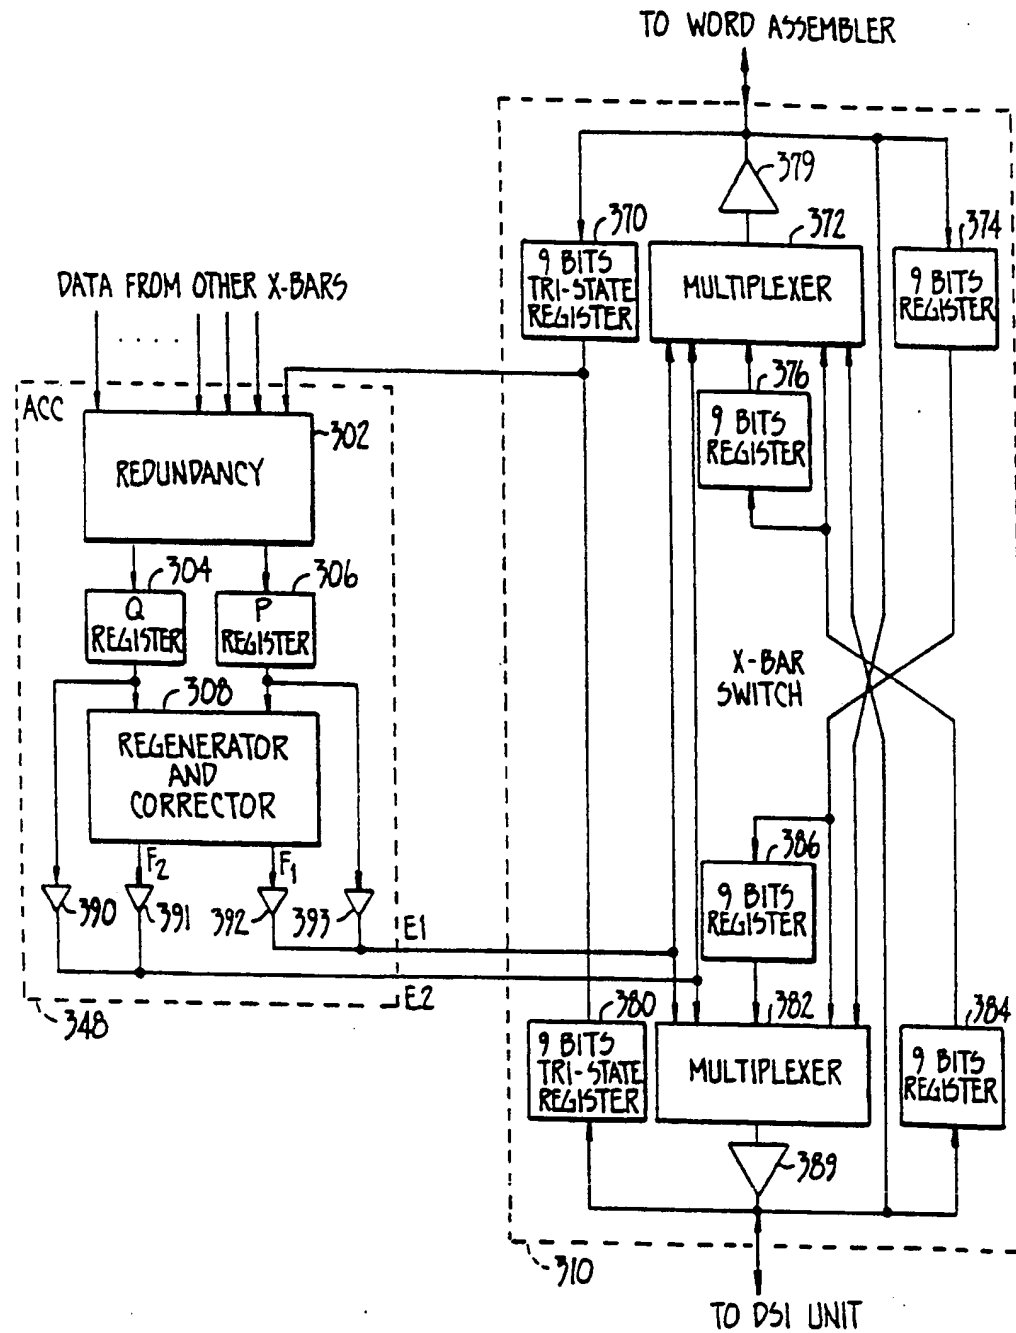 TO WORD ASSEMBLER
379
370
372
374
9 BITS
TRI-STATE
REGISTER
MULTIPLEXER
9 BITS
REGISTER
DATA FROM OTHER X-BARS
.....
376
9 BITS
REGISTER
ACC
302
REDUNDANCY
304
306
Q
REGISTER
P
REGISTER
X-BAR
SWITCH
308
REGENERATOR
AND
CORRECTOR
F2
F1
390
391
392
393
E1
E2
348
386
9 BITS
REGISTER
380
382
384
9 BITS
TRI-STATE
REGISTER
MULTIPLEXER
9 BITS
REGISTER
389
310
TO DSI UNIT